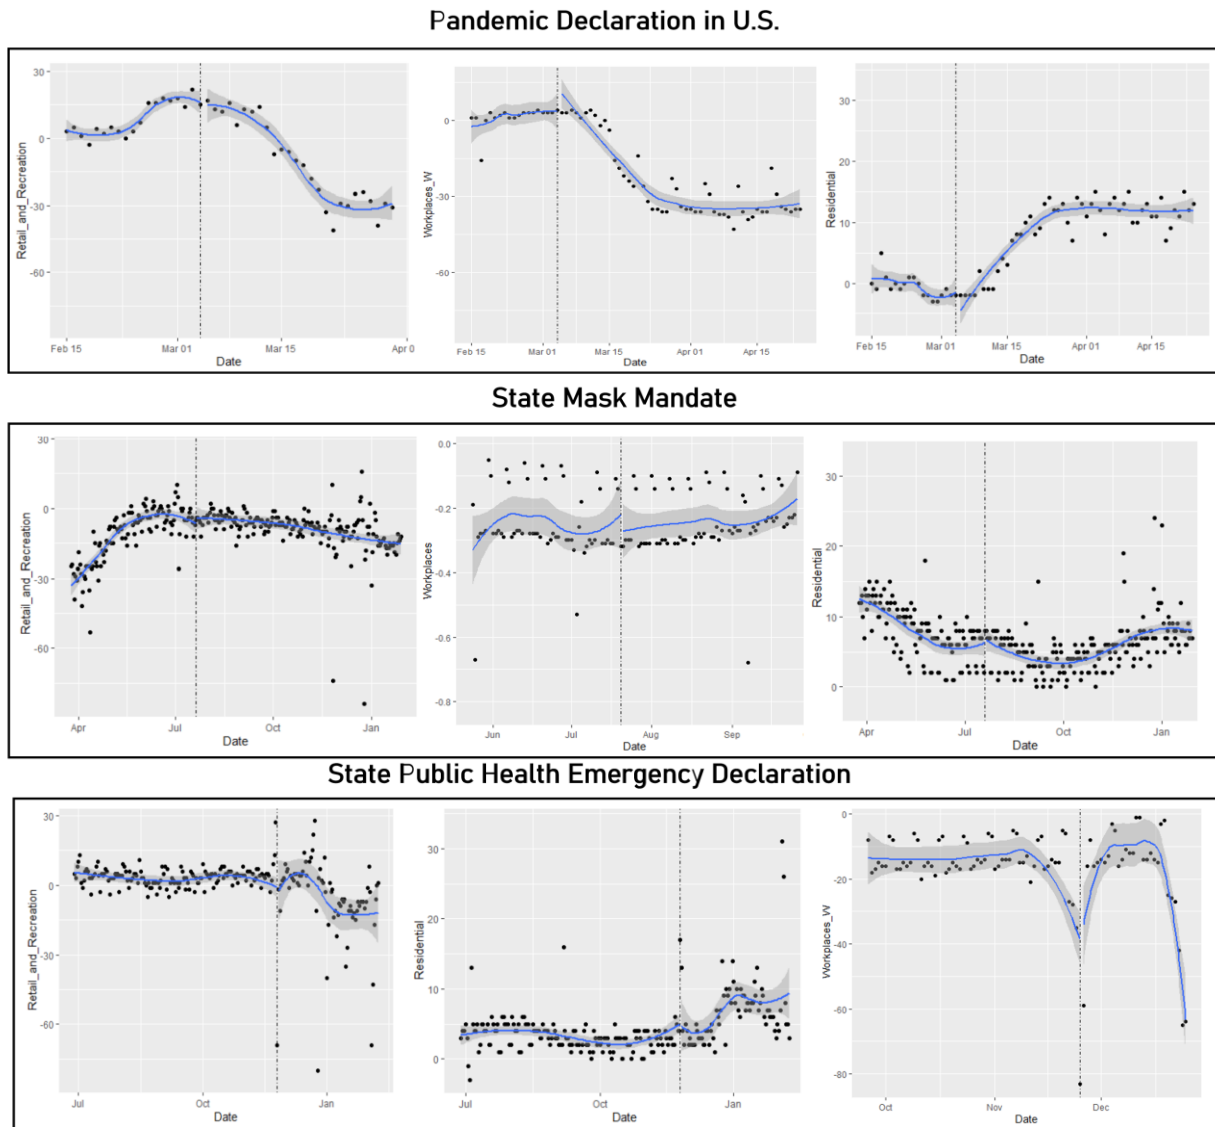 Pandemic Declaration in U.S.
Retail_and_Recreation
30
0
-30
-60
Feb 15
Mar 01
Mar 15
Apr 0
Date
Workplaces_W
0
-30
-60
Feb 15
Mar 01
Mar 15
Apr 01
Apr 15
Date
Residential
30
20
10
0
Feb 15
Mar 01
Mar 15
Apr 01
Apr 15
Date
State Mask Mandate
Retail_and_Recreation
30
0
-30
-60
Apr
Jul
Oct
Jan
Date
Workplaces
0.0
-0.2
-0.4
-0.6
-0.8
Jun
Jul
Aug
Sep
Date
Residential
30
20
10
0
Apr
Jul
Oct
Jan
Date
State Public Health Emergency Declaration
Retail_and_Recreation
30
0
-30
-60
Jul
Oct
Jan
Date
Residential
30
20
10
0
Jul
Oct
Jan
Date
Workplaces_W
0
-20
-40
-60
-80
Oct
Nov
Dec
Date